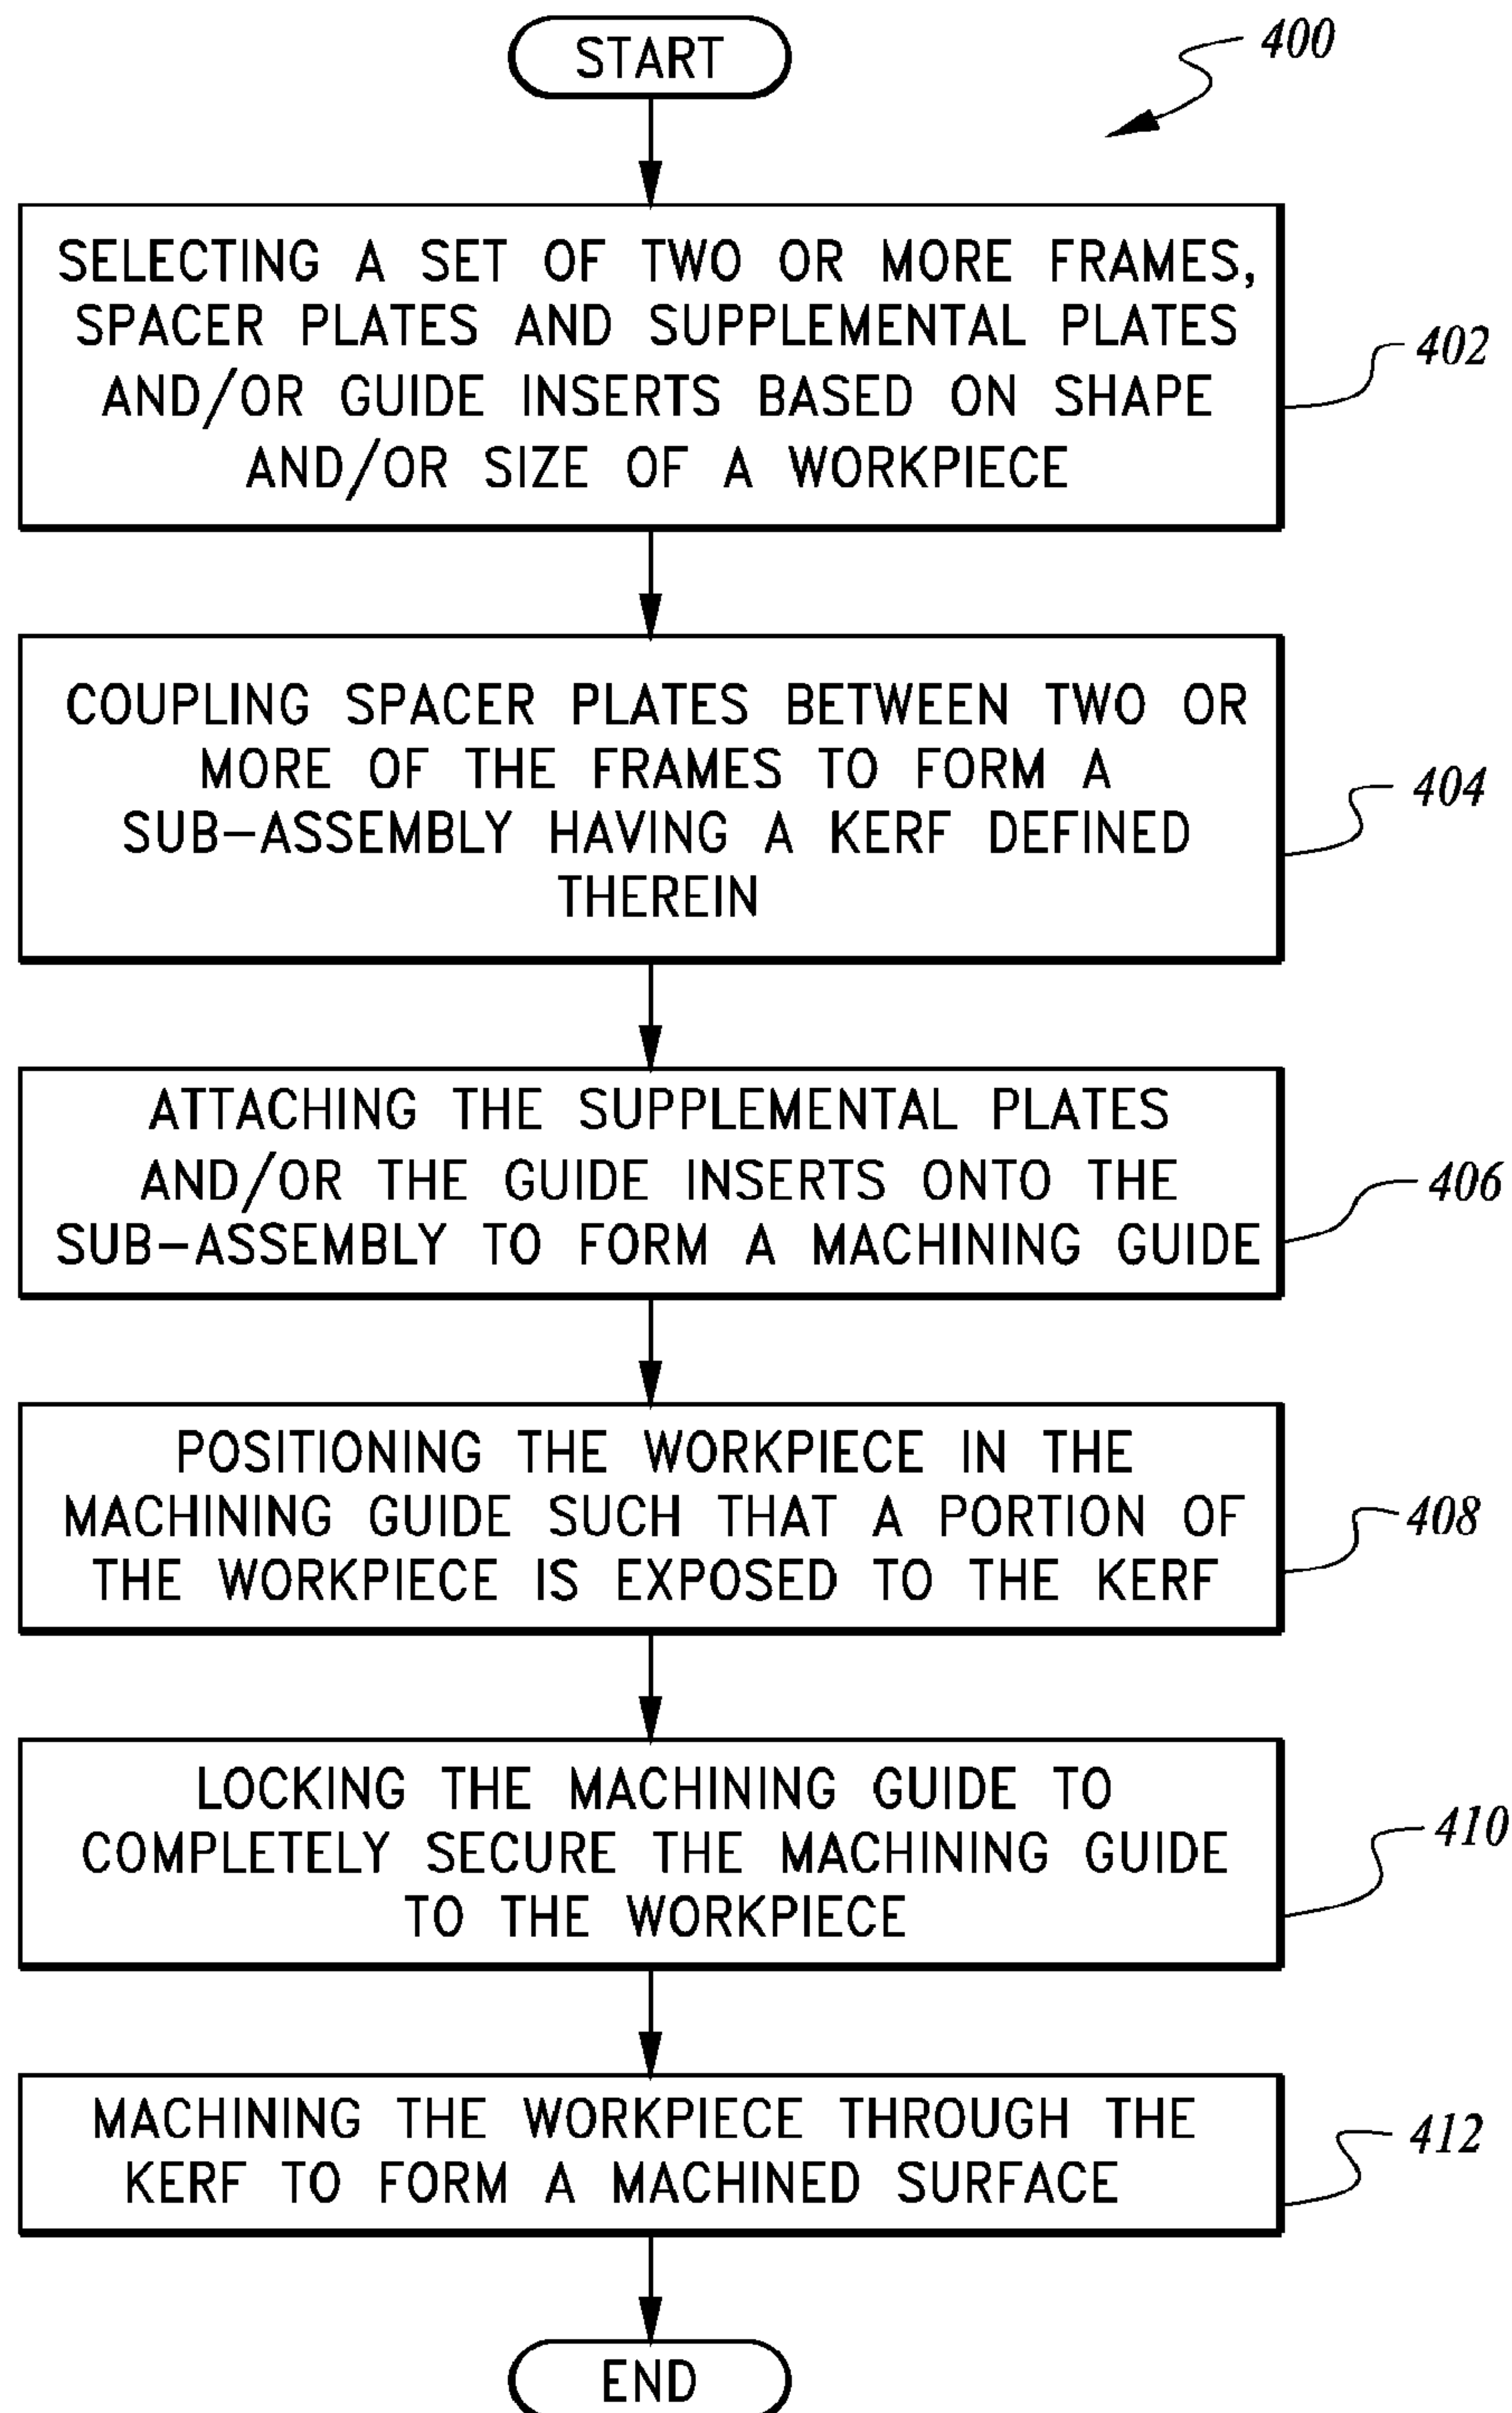 START
400
SELECTING A SET OF TWO OR MORE FRAMES,
SPACER PLATES AND SUPPLEMENTAL PLATES
AND/OR GUIDE INSERTS BASED ON SHAPE
AND/OR SIZE OF A WORKPIECE
402
COUPLING SPACER PLATES BETWEEN TWO OR
MORE OF THE FRAMES TO FORM A
SUB-ASSEMBLY HAVING A KERF DEFINED
THEREIN
404
ATTACHING THE SUPPLEMENTAL PLATES
AND/OR THE GUIDE INSERTS ONTO THE
SUB-ASSEMBLY TO FORM A MACHINING GUIDE
406
POSITIONING THE WORKPIECE IN THE
MACHINING GUIDE SUCH THAT A PORTION OF
THE WORKPIECE IS EXPOSED TO THE KERF
408
LOCKING THE MACHINING GUIDE TO
COMPLETELY SECURE THE MACHINING GUIDE
TO THE WORKPIECE
410
MACHINING THE WORKPIECE THROUGH THE
KERF TO FORM A MACHINED SURFACE
412
END